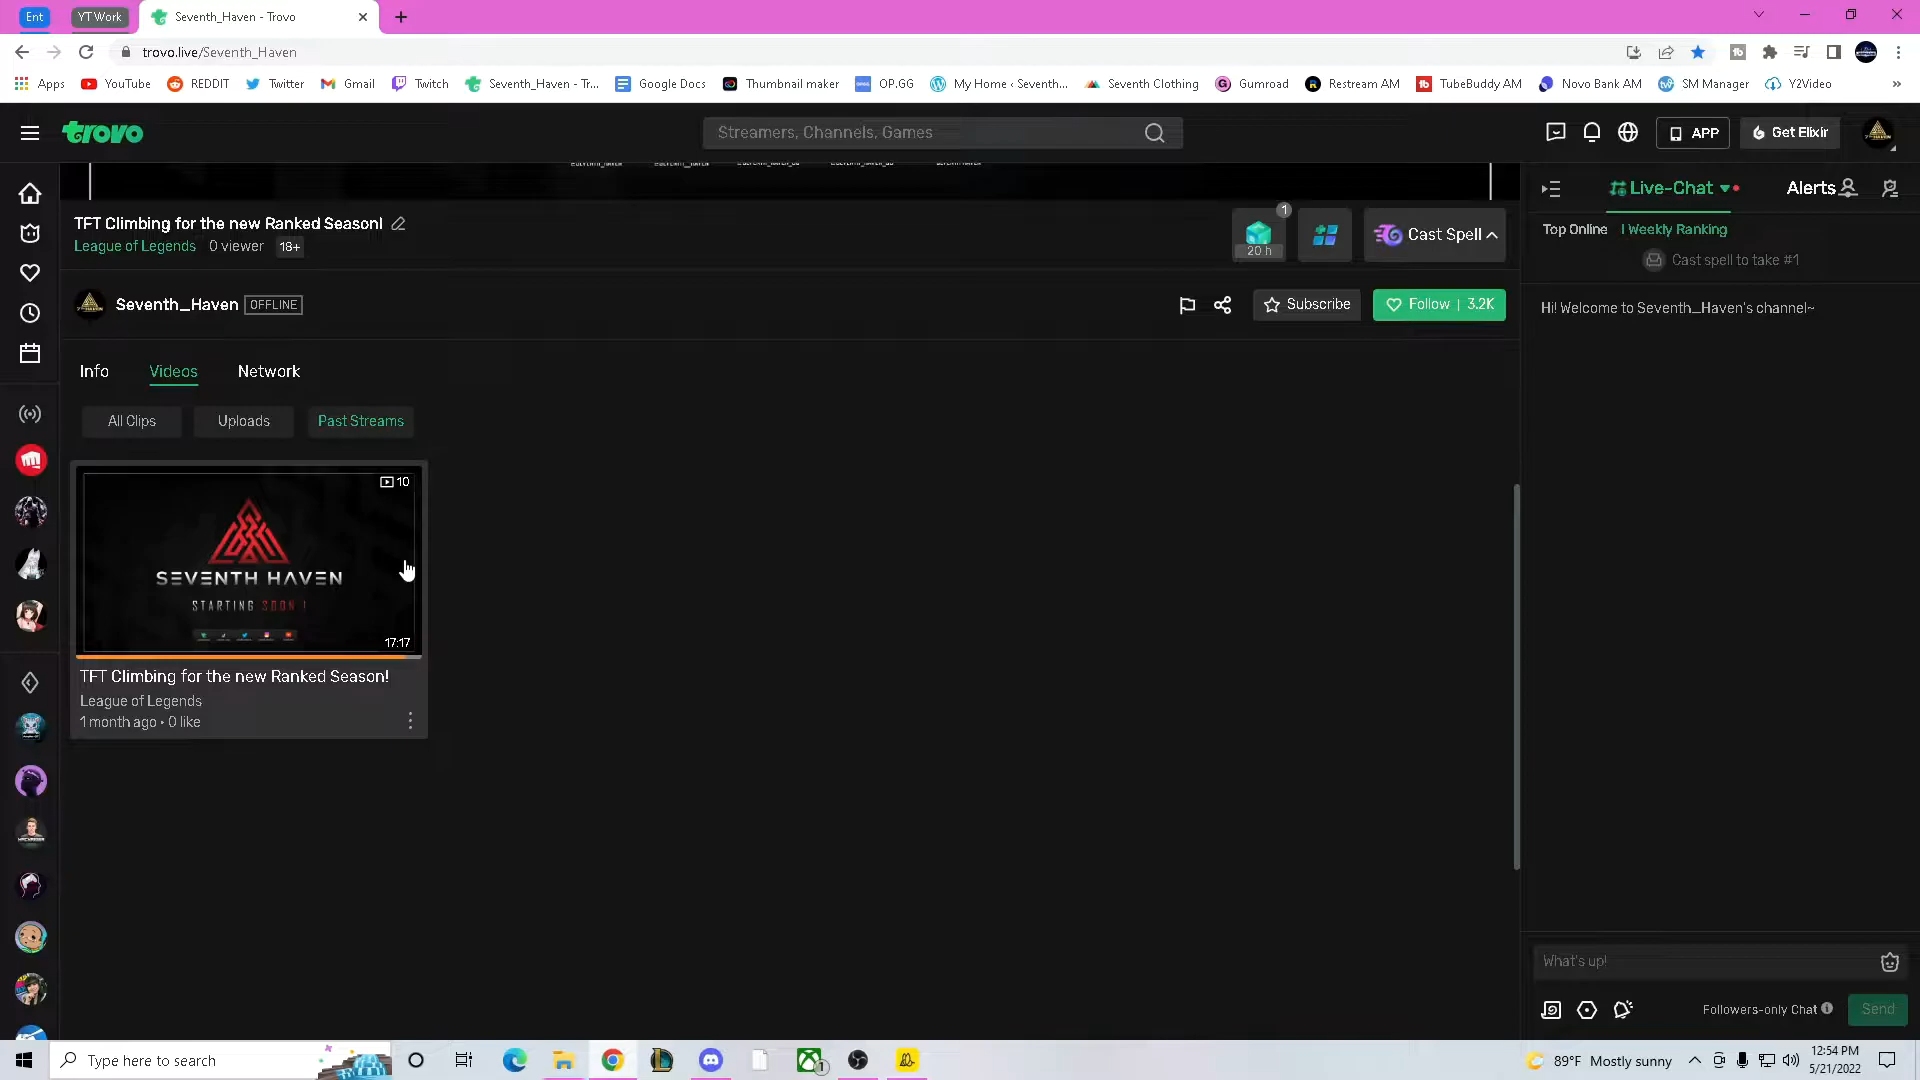 Ent
YT Work
Seventh_Haven - Trovo
trovo.live/Seventh_Haven
Apps
YouTube
REDDIT
Twitter
Gmail
Twitch
Seventh_Haven - Tr...
Google Docs
Thumbnail maker
OP.GG
My Home ‹ Seventh...
Seventh Clothing
Gumroad
Restream AM
TubeBuddy AM
Novo Bank AM
SM Manager
Y2Video
»
trovo
Streamers, Channels, Games
APP
Get Elixir
TFT Climbing for the new Ranked Season!
League of Legends 0 viewer 18+
1
20 h
Cast Spell
Live-Chat
Alerts
Top Online | Weekly Ranking
Cast spell to take #1
Hi! Welcome to Seventh_Haven's channel~
Seventh_Haven OFFLINE
Subscribe
Follow | 3.2K
Info
Videos
Network
All Clips
Uploads
Past Streams
10
SEVENTH HAVEN
STARTING SOON !
17:17
TFT Climbing for the new Ranked Season!
League of Legends
1 month ago • 0 like
What's up!
Followers-only Chat
Send
Type here to search
1
89°F Mostly sunny
12:54 PM
5/21/2022